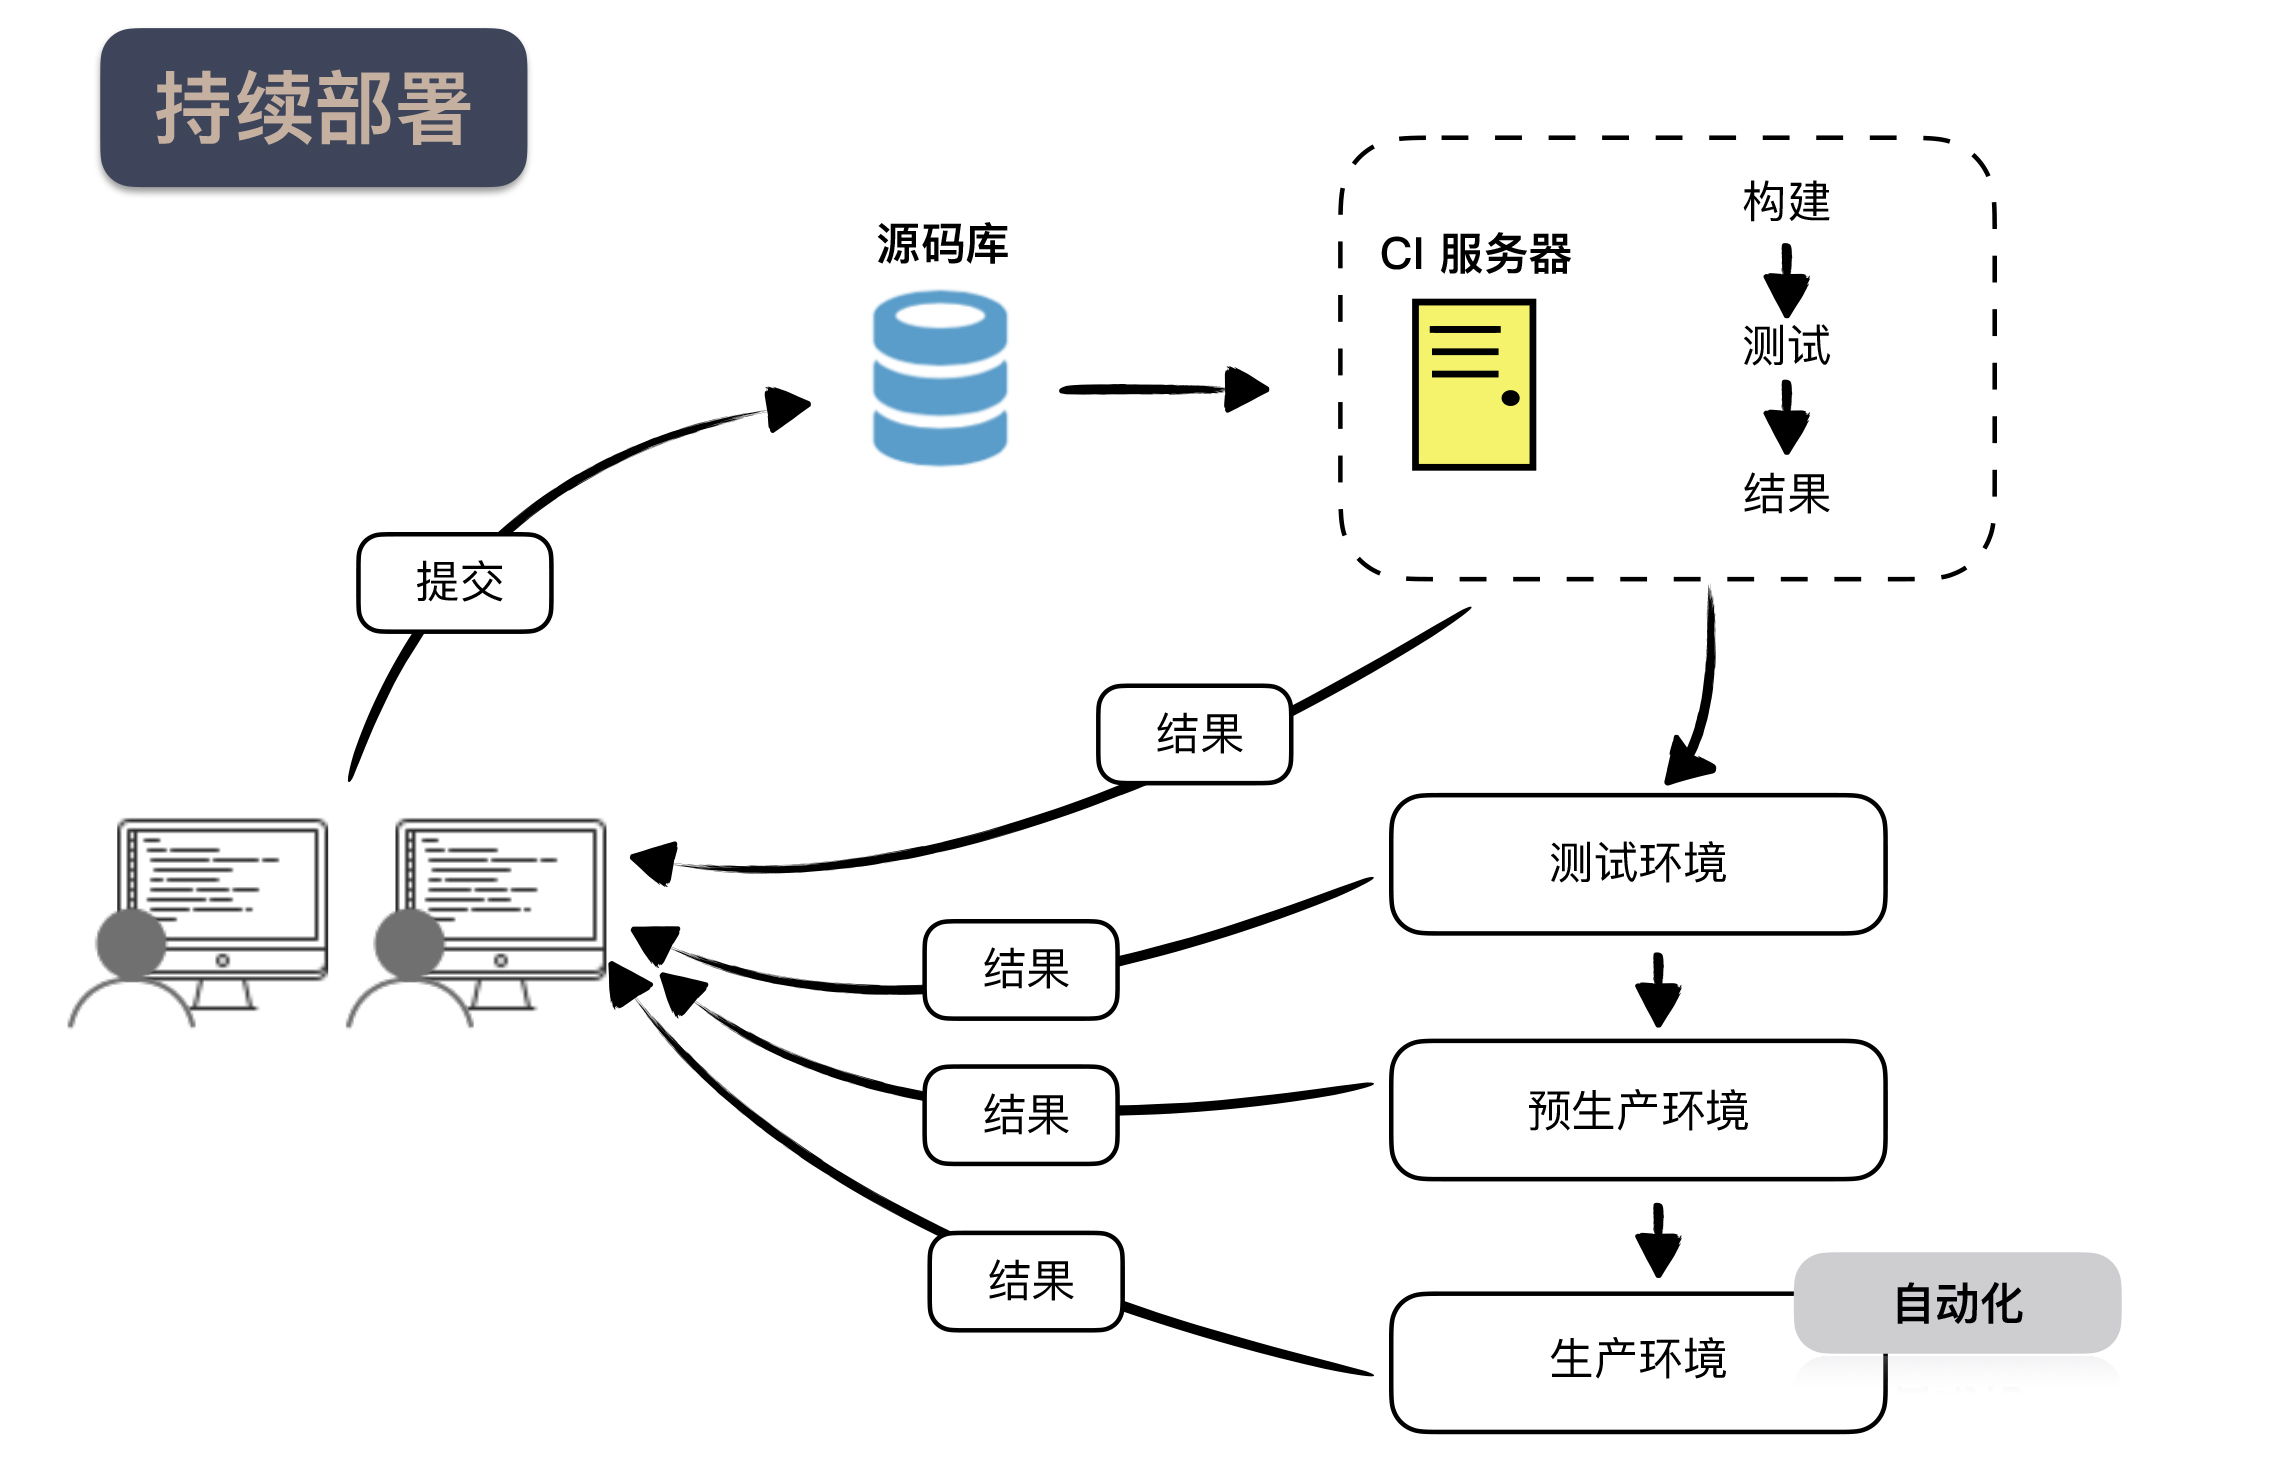 持续部署
源码库
CI 服务器
构建
测试
结果
提交
结果
测试环境
结果
预生产环境
结果
结果
生产环境
自动化